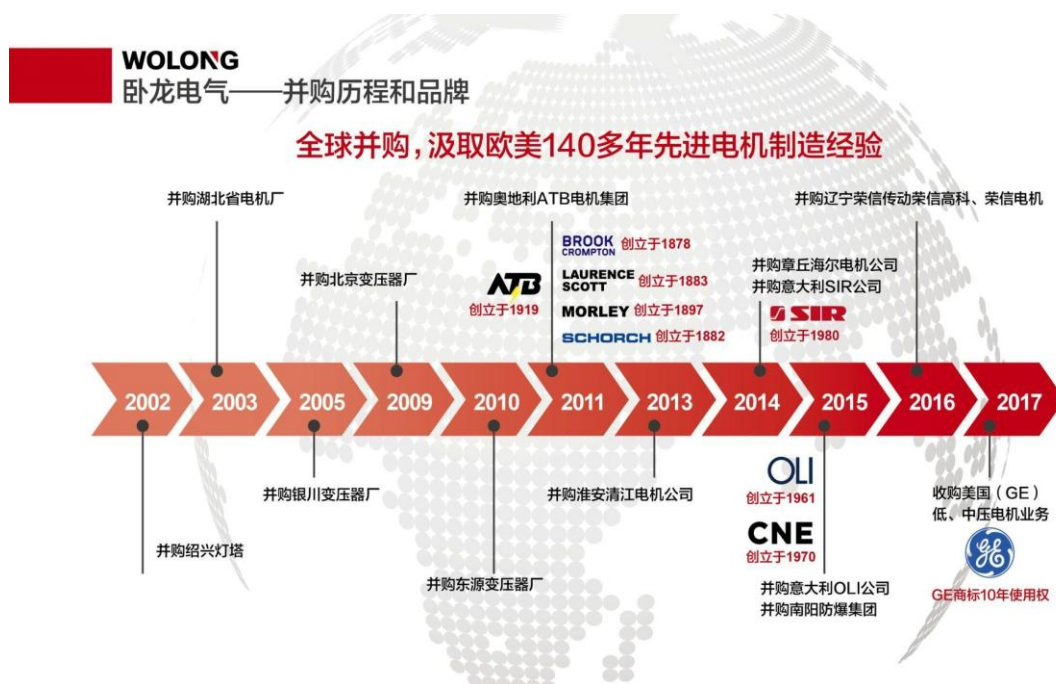 WOLONG
卧龙电气——并购历程和品牌
全球并购，汲取欧美140多年先进电机制造经验
并购湖北省电机厂
并购奥地利ATB电机集团
并购辽宁荣信传动荣信高科、荣信电机
并购北京变压器厂
ATB
创立于1919
BROOK
CROMPTON
创立于1878
LAURENCE
SCOTT
创立于1883
MORLEY 创立于1897
SCHORCH 创立于1882
并购章丘海尔电机公司
并购意大利SIR公司
SIR
创立于1980
2002
2003
2005
2009
2010
2011
2013
2014
2015
2016
2017
并购绍兴灯塔
并购银川变压器厂
并购东源变压器厂
并购淮安清江电机公司
OLI
创立于1961
CNE
创立于1970
并购意大利OLI公司
并购南阳防爆集团
收购美国（GE）
低、中压电机业务
GE
GE商标10年使用权